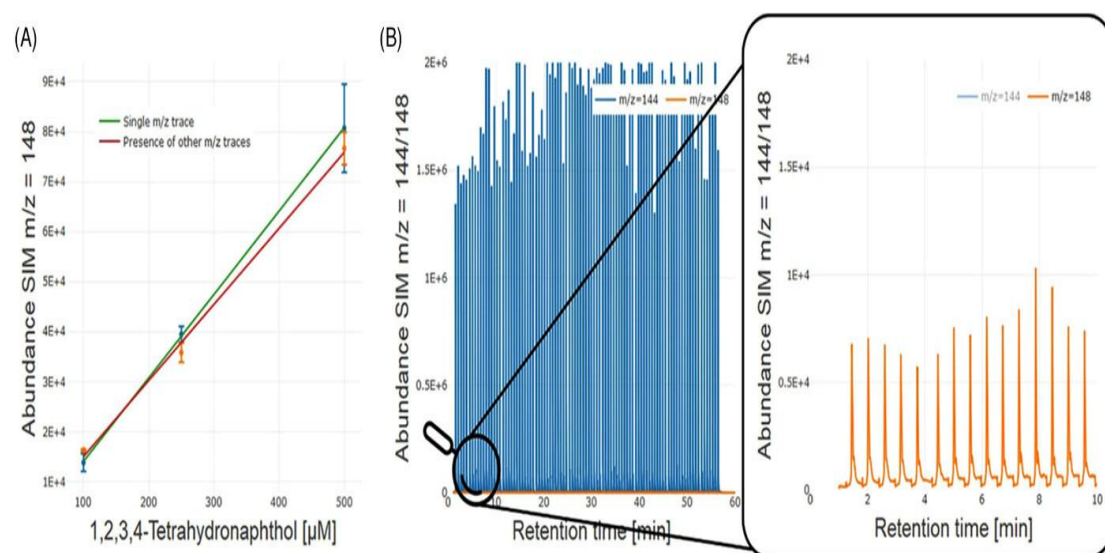 (A)
Abundance SIM m/z = 148
9E+4
8E+4
7E+4
6E+4
5E+4
4E+4
3E+4
2E+4
1E+4
Single m/z trace
Presence of other m/z traces
100
200
300
400
500
1,2,3,4-Tetrahydronaphthol [µM]
(B)
Abundance SIM m/z = 144/148
2E+6
1.5E+6
1E+6
0.5E+6
0
m/z=144
m/z=148
0
10
20
30
40
50
60
Retention time [min]
Abundance SIM m/z = 144/148
2E+4
1.5E+4
1E+4
0.5E+4
0
m/z=144
m/z=148
0
2
4
6
8
10
Retention time [min]